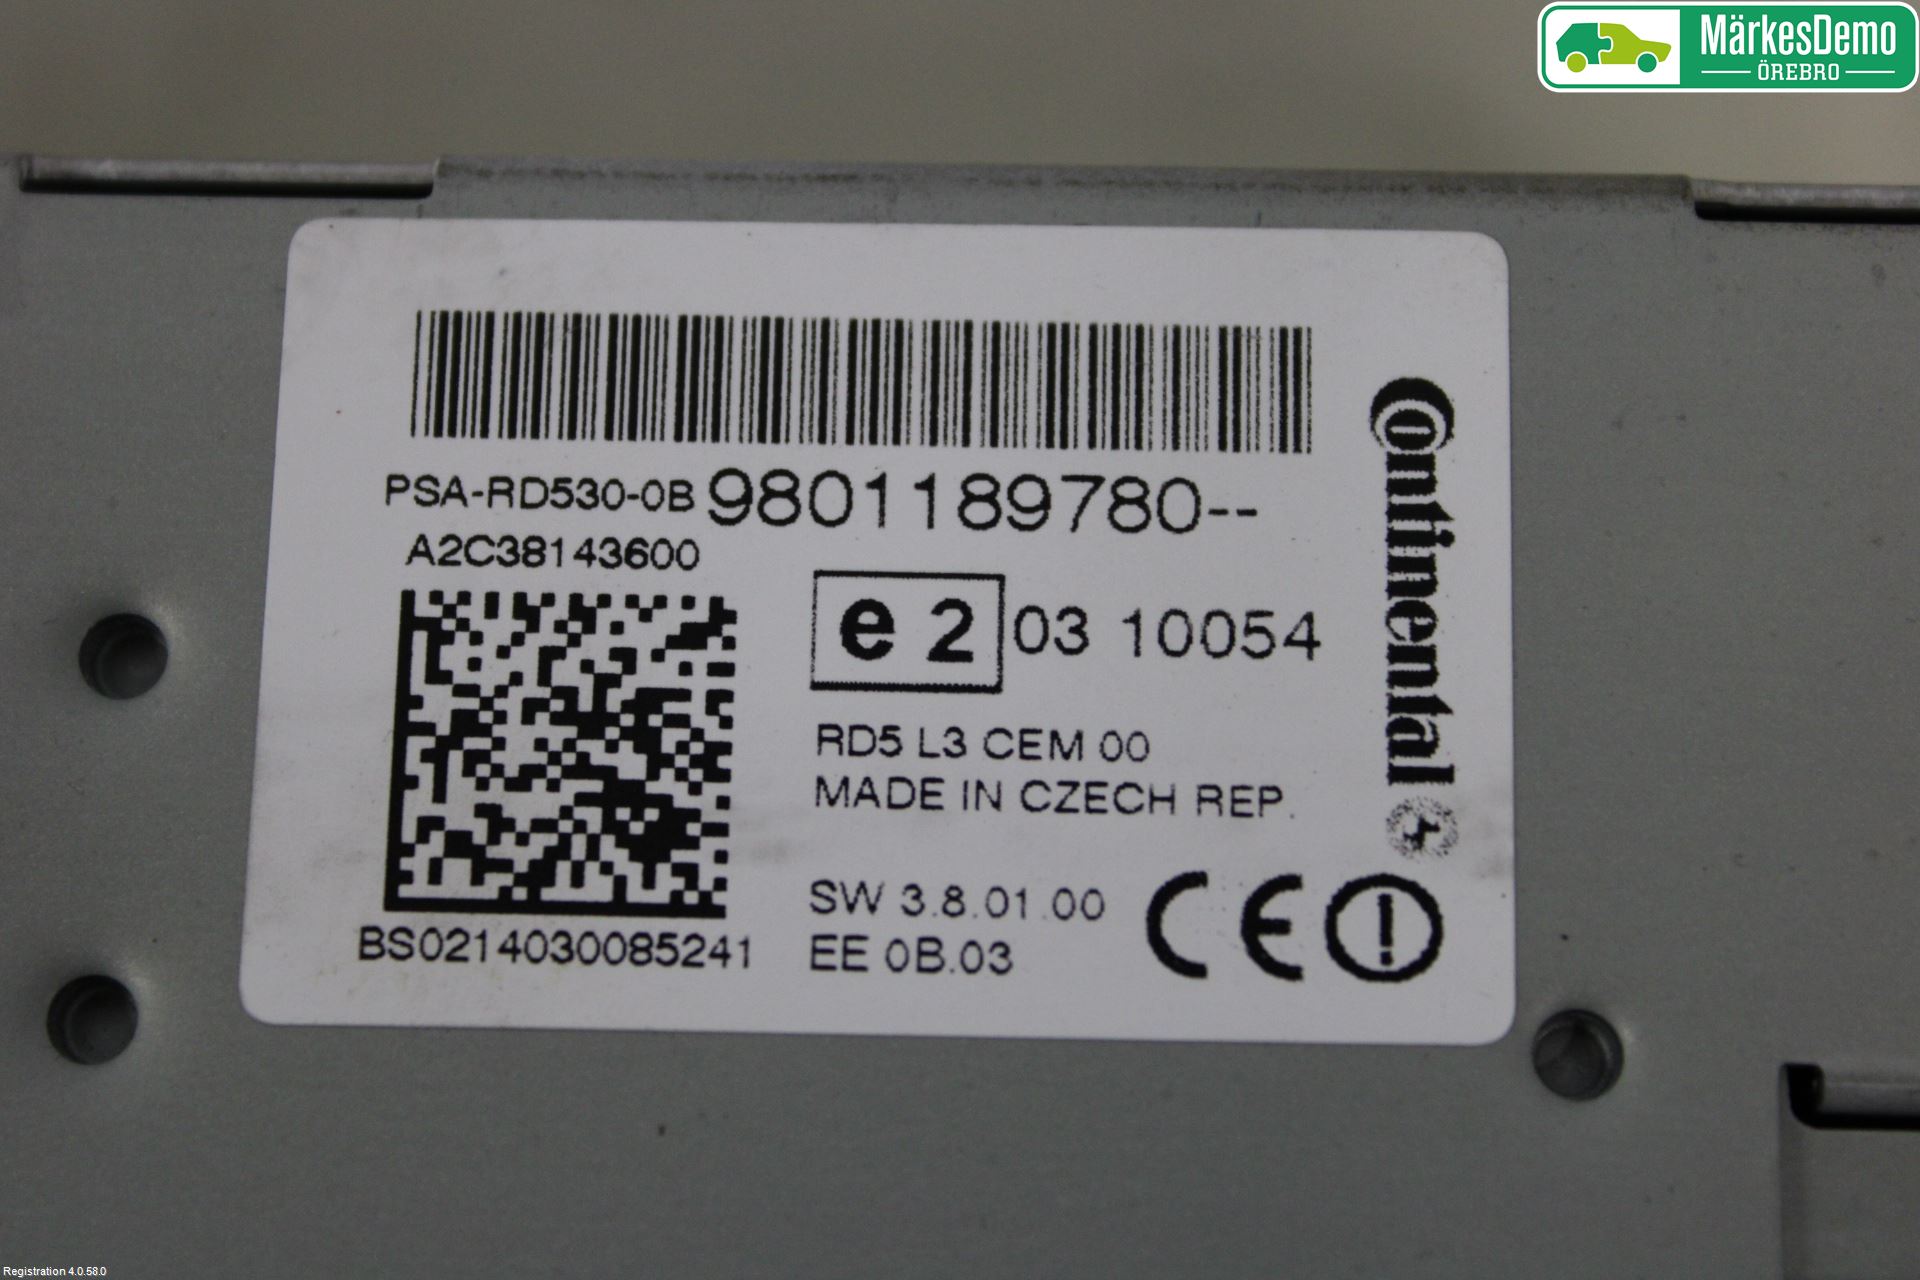 MärkesDemo
ÖREBRO
PSA-RD530-0B 9801189780--
A2C38143600
e2 03 10054
RD5 L3 CEM 00
MADE IN CZECH REP.
SW 3.8.01.00
EE 0B.03
BS0214030085241
CE
Continental
Registration 4.0.58.0